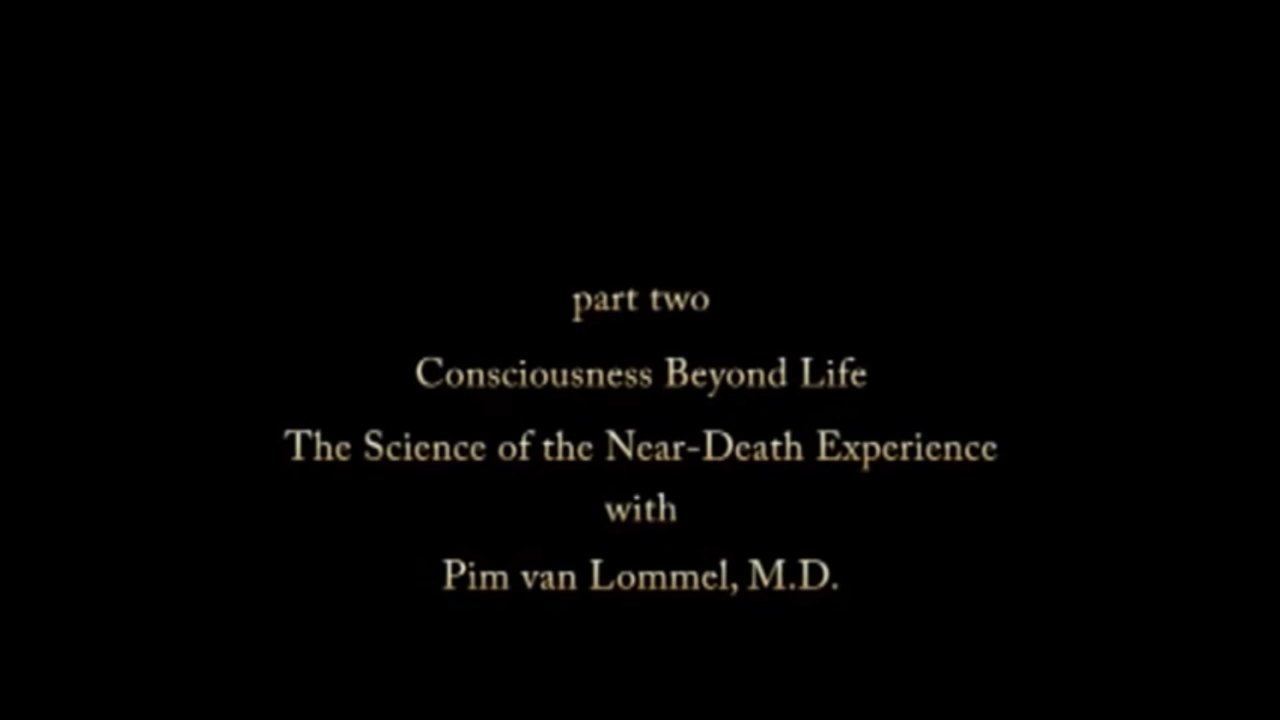 part two
Consciousness Beyond Life
The Science of the Near-Death Experience
with
Pim van Lommel, M.D.